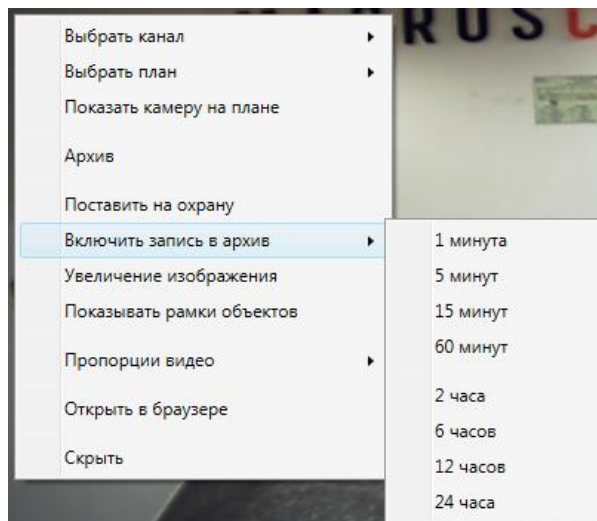 Выбрать канал
Выбрать план
Показать камеру на плане
Архив
Поставить на охрану
Включить запись в архив
Увеличение изображения
Показывать рамки объектов
Пропорции видео
Открыть в браузере
Скрыть
1 минута
5 минут
15 минут
60 минут
2 часа
6 часов
12 часов
24 часа